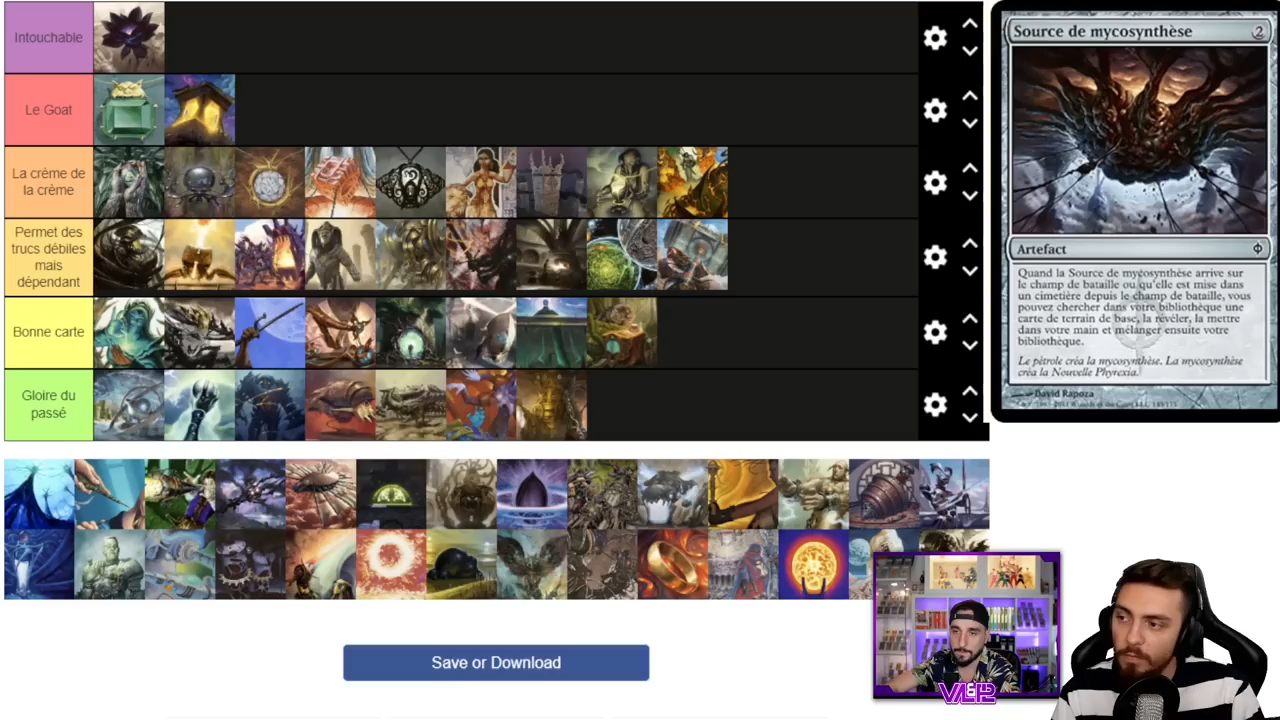 Intouchable
Le Goat
La crème de
la crème
Permet des
trucs débiles
mais
dépendant
Bonne carte
Gloire du
passé
Save or Download
Source de mycosynthèse 2
Artefact
Quand la Source de mycosynthèse arrive sur
le champ de bataille ou qu'elle est mise dans
un cimetière depuis le champ de bataille, vous
pouvez chercher dans votre bibliothèque une
carte de terrain de base, la révéler, la mettre
dans votre main et mélanger ensuite votre
bibliothèque.
Le pétrole créa la mycosynthèse. La mycosynthèse
créa la Nouvelle Phyrexia.
David Rapoza